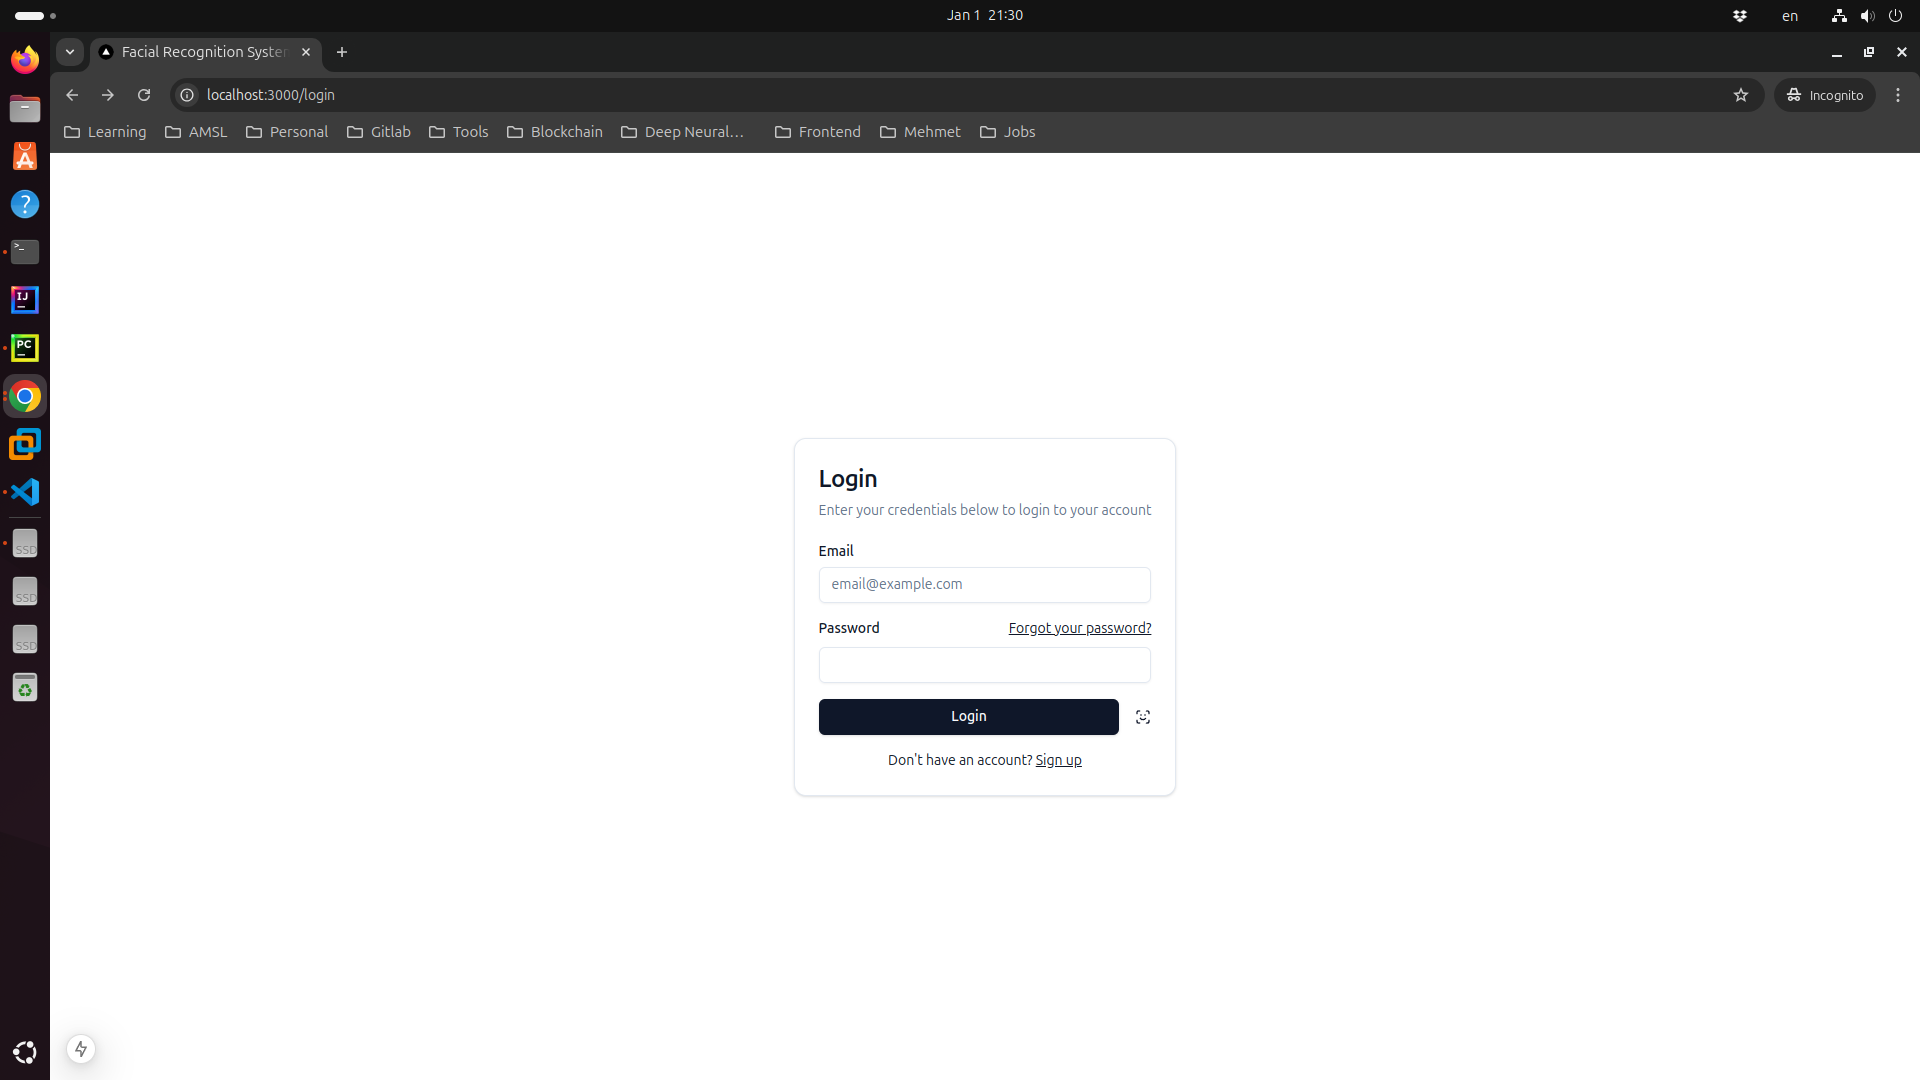 Jan 1 21:30
en
Facial Recognition Syste
localhost:3000/login
Incognito
Learning AMSL Personal Gitlab Tools Blockchain Deep Neural... Frontend Mehmet Jobs
>_
IJ
PC
SSD
SSD
SSD
Login
Enter your credentials below to login to your account
Email
email@example.com
Password Forgot your password?
Login
Don't have an account? Sign up